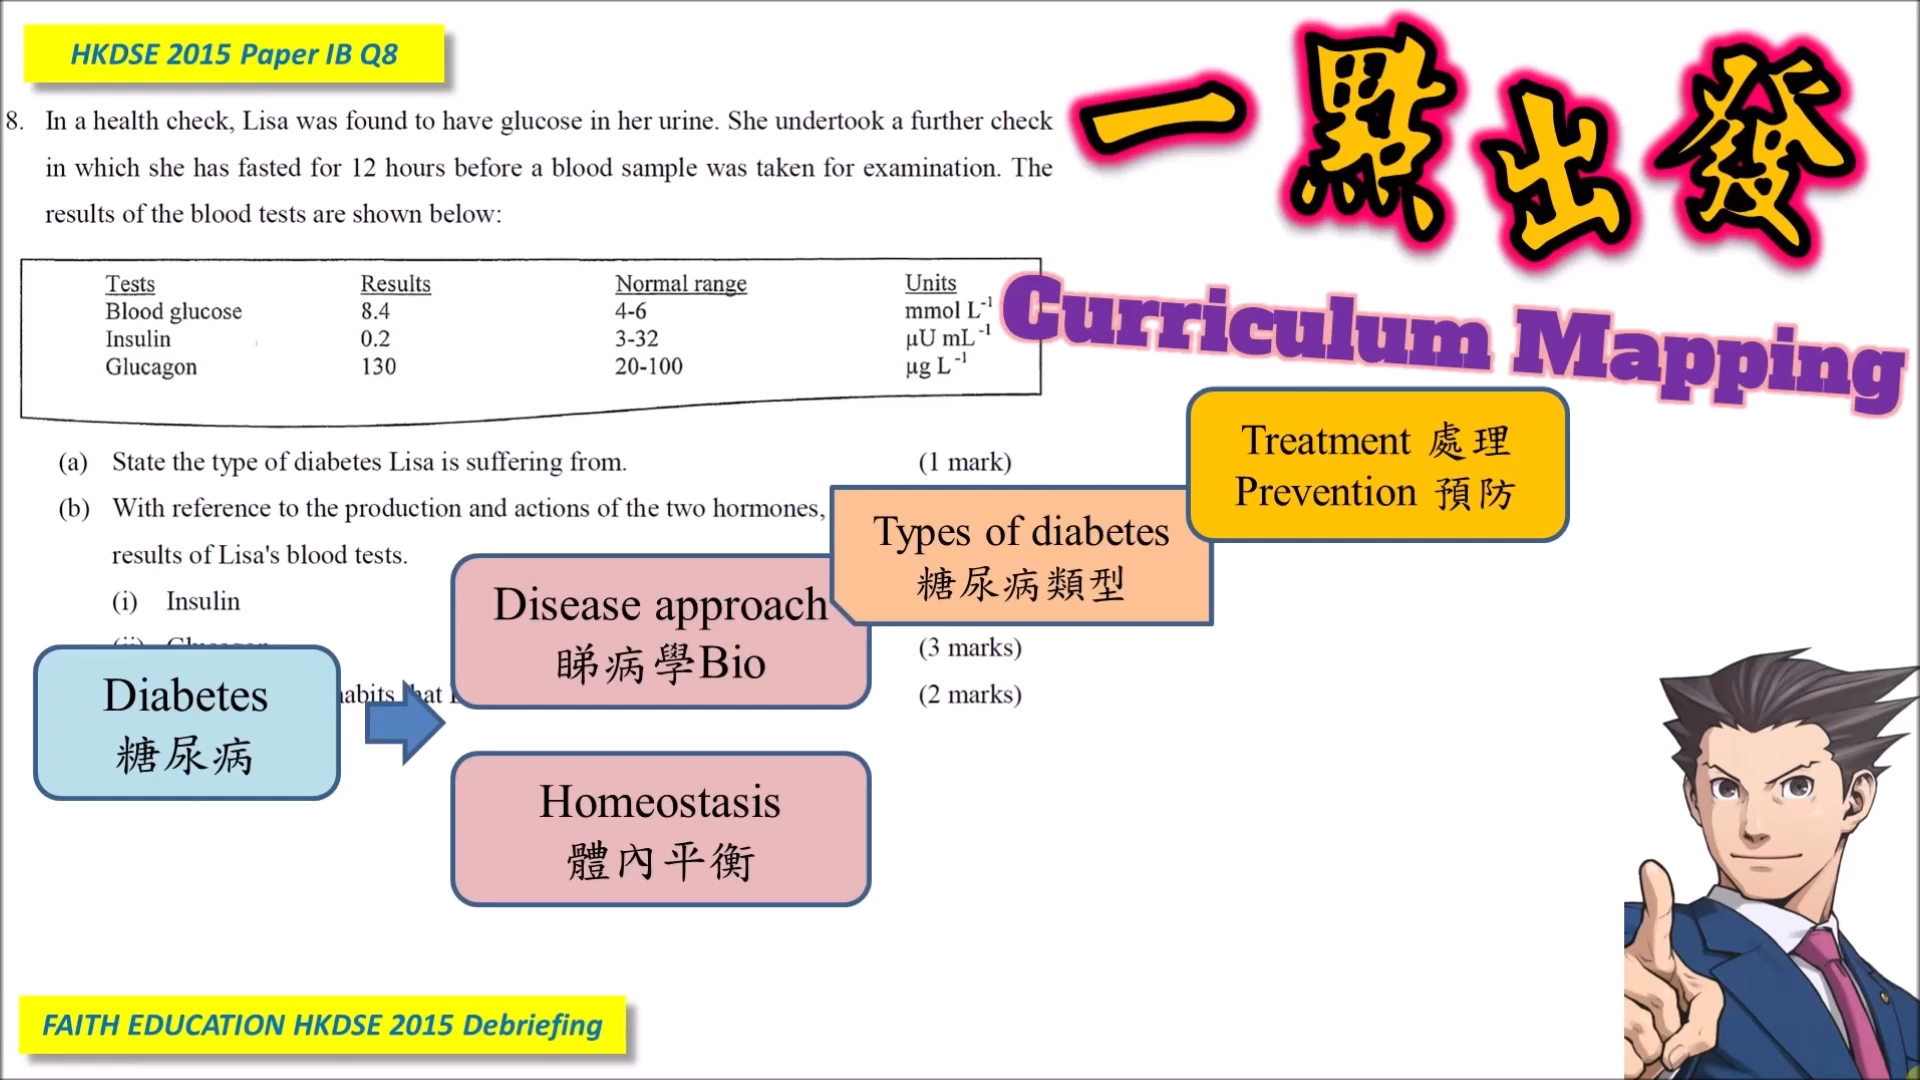 HKDSE 2015 Paper IB Q8
一點出發
Curriculum Mapping
8. In a health check, Lisa was found to have glucose in her urine. She undertook a further check
in which she has fasted for 12 hours before a blood sample was taken for examination. The
results of the blood tests are shown below:
Tests Results Normal range Units
Blood glucose 8.4 4-6 mmol L⁻¹
Insulin 0.2 3-32 µU mL⁻¹
Glucagon 130 20-100 µg L⁻¹
(a) State the type of diabetes Lisa is suffering from. (1 mark)
(b) With reference to the production and actions of the two hormones,
results of Lisa's blood tests.
(i) Insulin
(ii) Glucagon (3 marks)
habits that (2 marks)
Treatment 處理
Prevention 預防
Types of diabetes
糖尿病類型
Disease approach
睇病學Bio
Diabetes
糖尿病
Homeostasis
體內平衡
FAITH EDUCATION HKDSE 2015 Debriefing